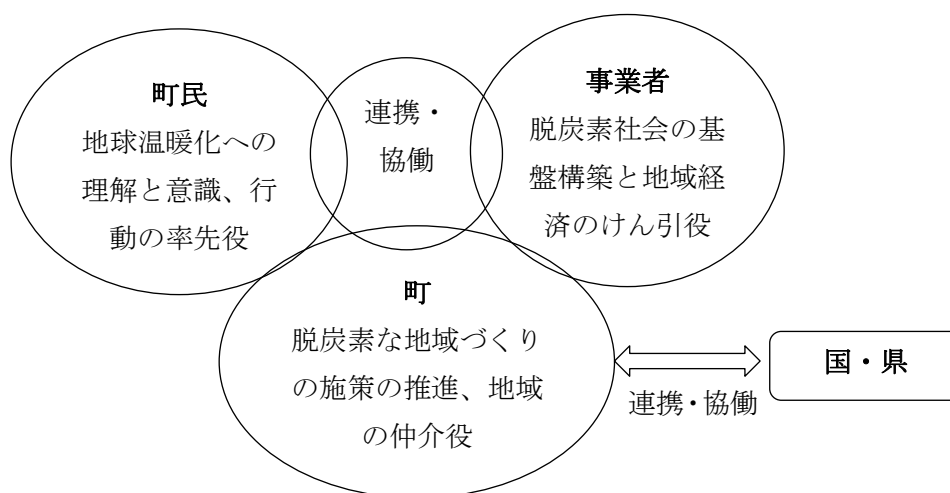 町民
地球温暖化への
理解と意識、行
動の率先役
連携・
協働
事業者
脱炭素社会の基
盤構築と地域経
済のけん引役
町
脱炭素な地域づくり
の施策の推進、地域
の仲介役
連携・協働
国・県